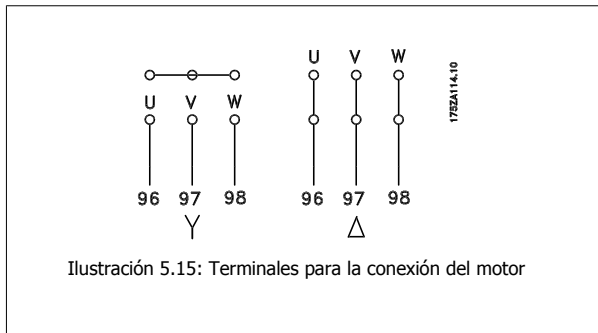 U V W
U V W
96 97 98
96 97 98
Y
Δ
175ZA114.10
Ilustración 5.15: Terminales para la conexión del motor